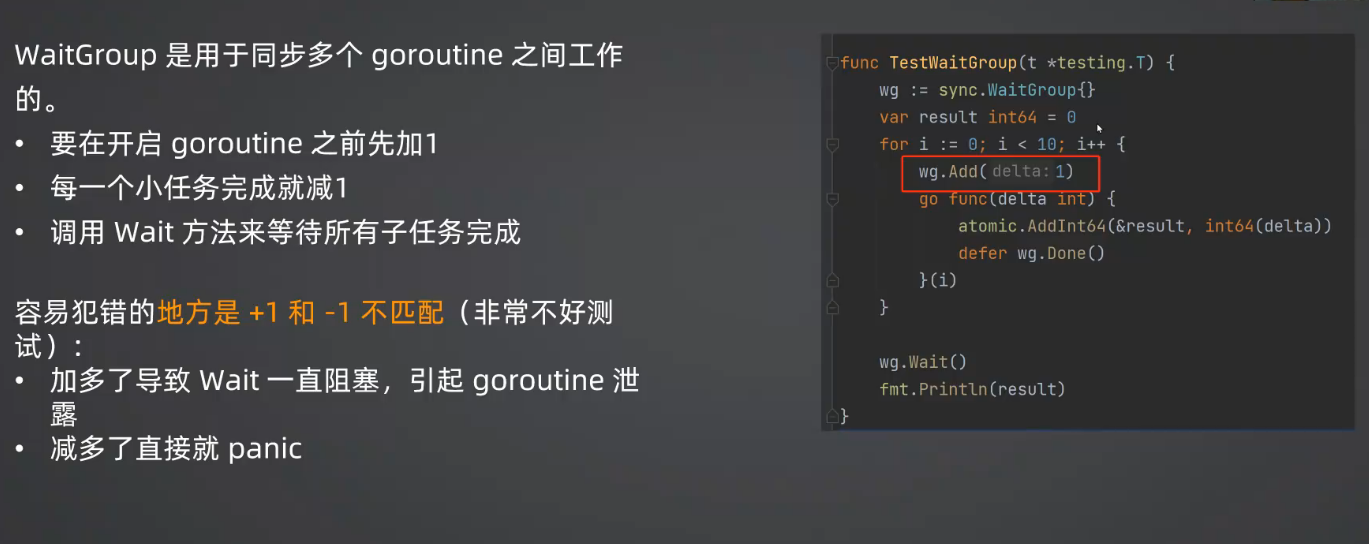 WaitGroup 是用于同步多个 goroutine 之间工作
的。
• 要在开启 goroutine 之前先加1
• 每一个小任务完成就减1
• 调用 Wait 方法来等待所有子任务完成
容易犯错的地方是 +1 和 -1 不匹配（非常不好测
试）：
• 加多了导致 Wait 一直阻塞，引起 goroutine 泄
露
• 减多了直接就 panic
func TestWaitGroup(t *testing.T) {
wg := sync.WaitGroup{}
var result int64 = 0
for i := 0; i < 10; i++ {
wg.Add( delta: 1)
go func(delta int) {
atomic.AddInt64(&result, int64(delta))
defer wg.Done()
}(i)
}
wg.Wait()
fmt.Println(result)
}